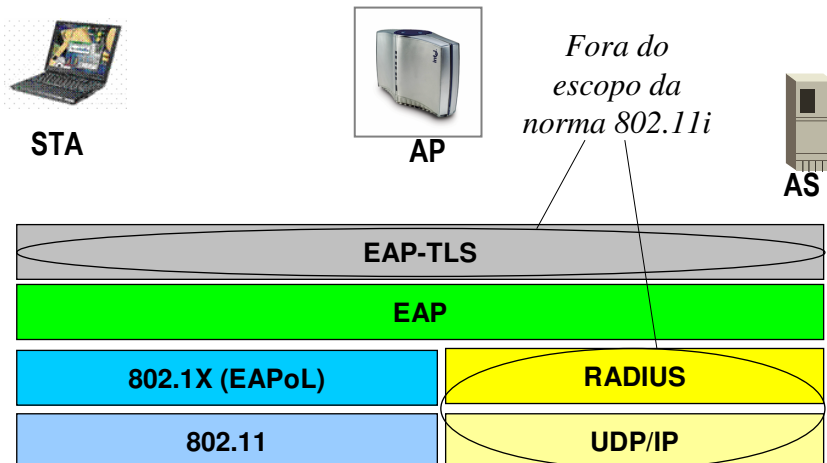 Fora do
escopo da
norma 802.11i
STA
AP
AS
EAP-TLS
EAP
802.1X (EAPoL)
RADIUS
802.11
UDP/IP